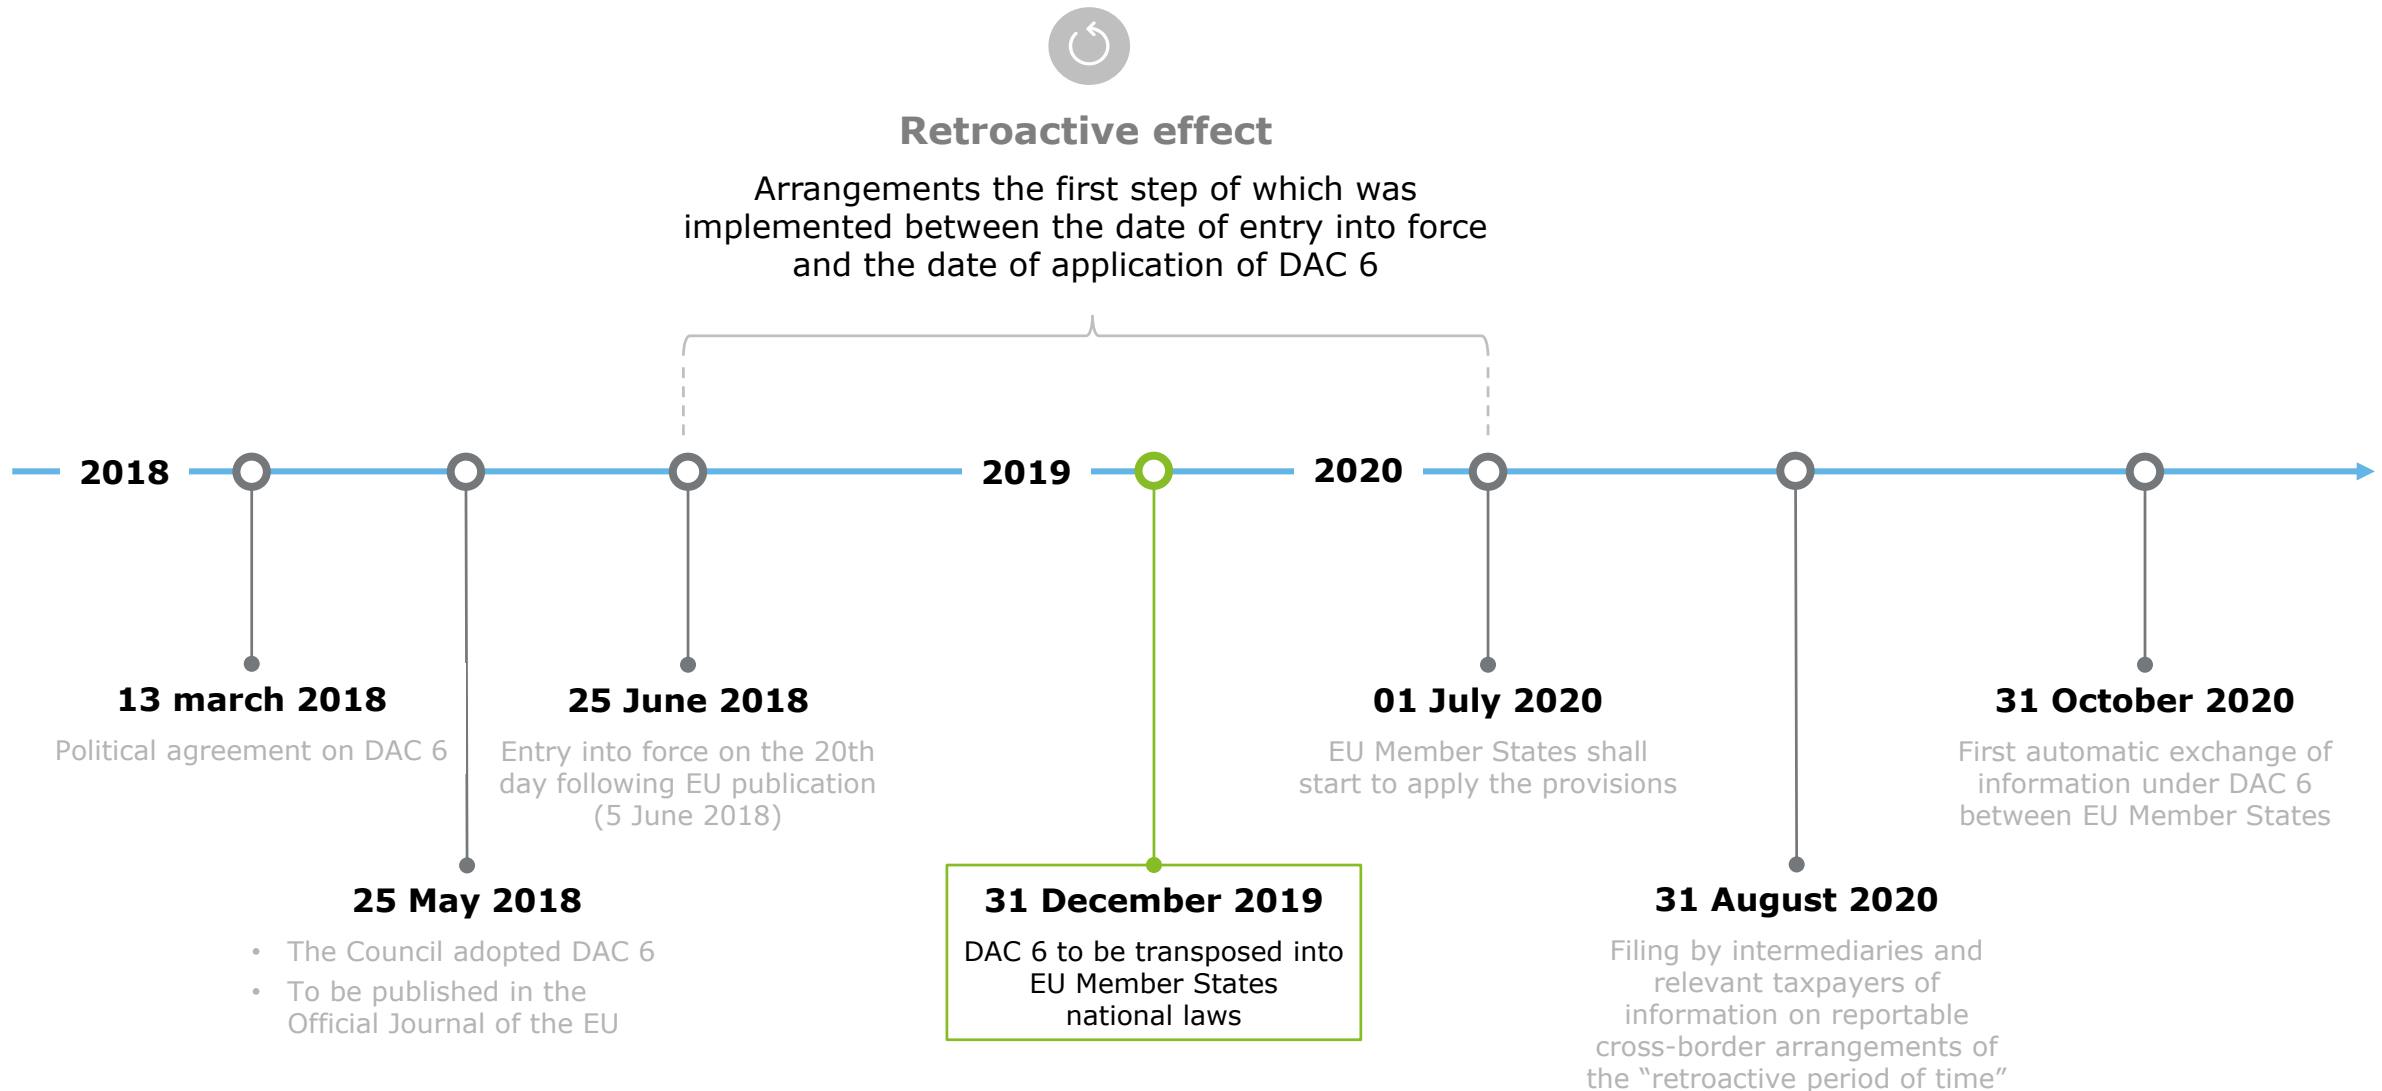 Retroactive effect
Arrangements the first step of which was
implemented between the date of entry into force
and the date of application of DAC 6
2018
2019
2020
13 march 2018
Political agreement on DAC 6
25 May 2018
• The Council adopted DAC 6
• To be published in the
Official Journal of the EU
25 June 2018
Entry into force on the 20th
day following EU publication
(5 June 2018)
31 December 2019
DAC 6 to be transposed into
EU Member States
national laws
01 July 2020
EU Member States shall
start to apply the provisions
31 August 2020
Filing by intermediaries and
relevant taxpayers of
information on reportable
cross-border arrangements of
the “retroactive period of time”
31 October 2020
First automatic exchange of
information under DAC 6
between EU Member States